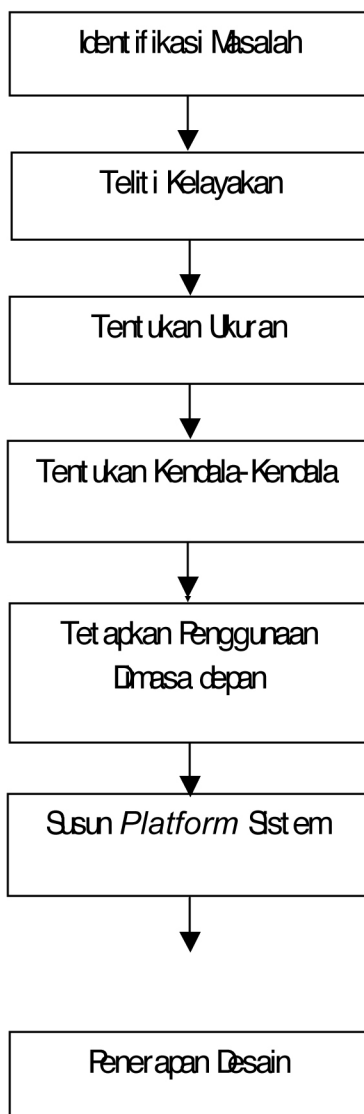 Identifikasi Masalah
Teliti Kelayakan
Tentukan Ukuran
Tentukan Kendala-Kendala
Tetapkan Penggunaan
Dimasa depan
Susun Platform Sistem
Penerapan Desain